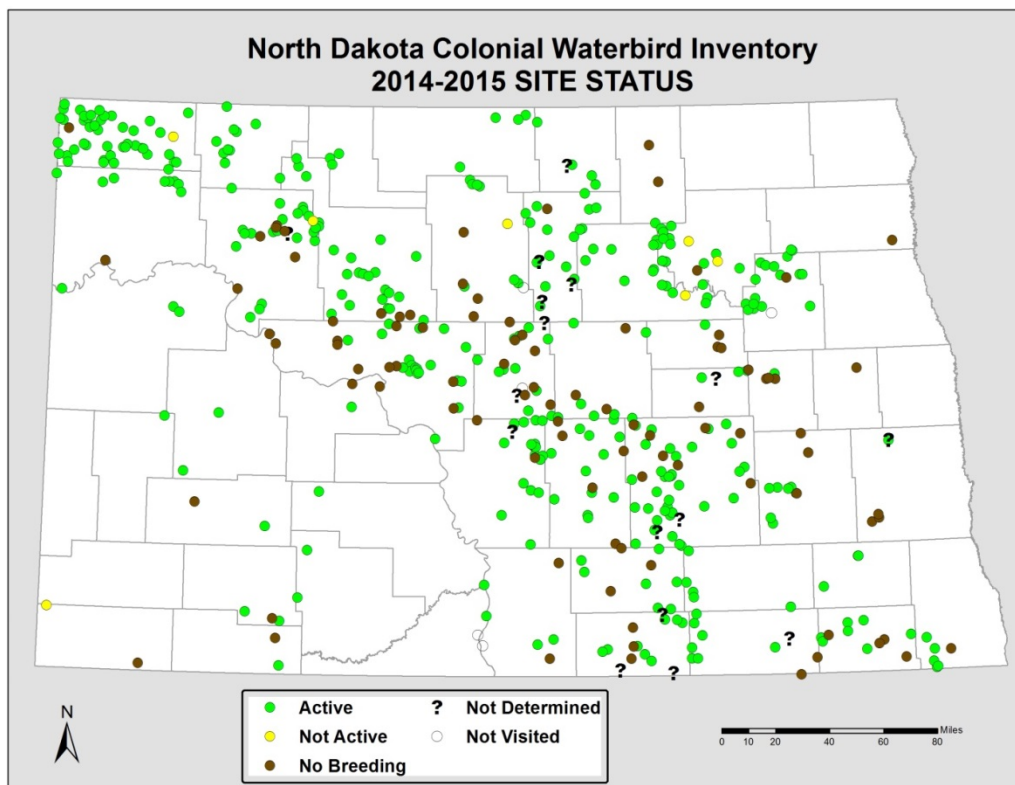 North Dakota Colonial Waterbird Inventory
2014-2015 SITE STATUS
N
Active
Not Active
No Breeding
? Not Determined
Not Visited
0 10 20 40 60 80 Miles